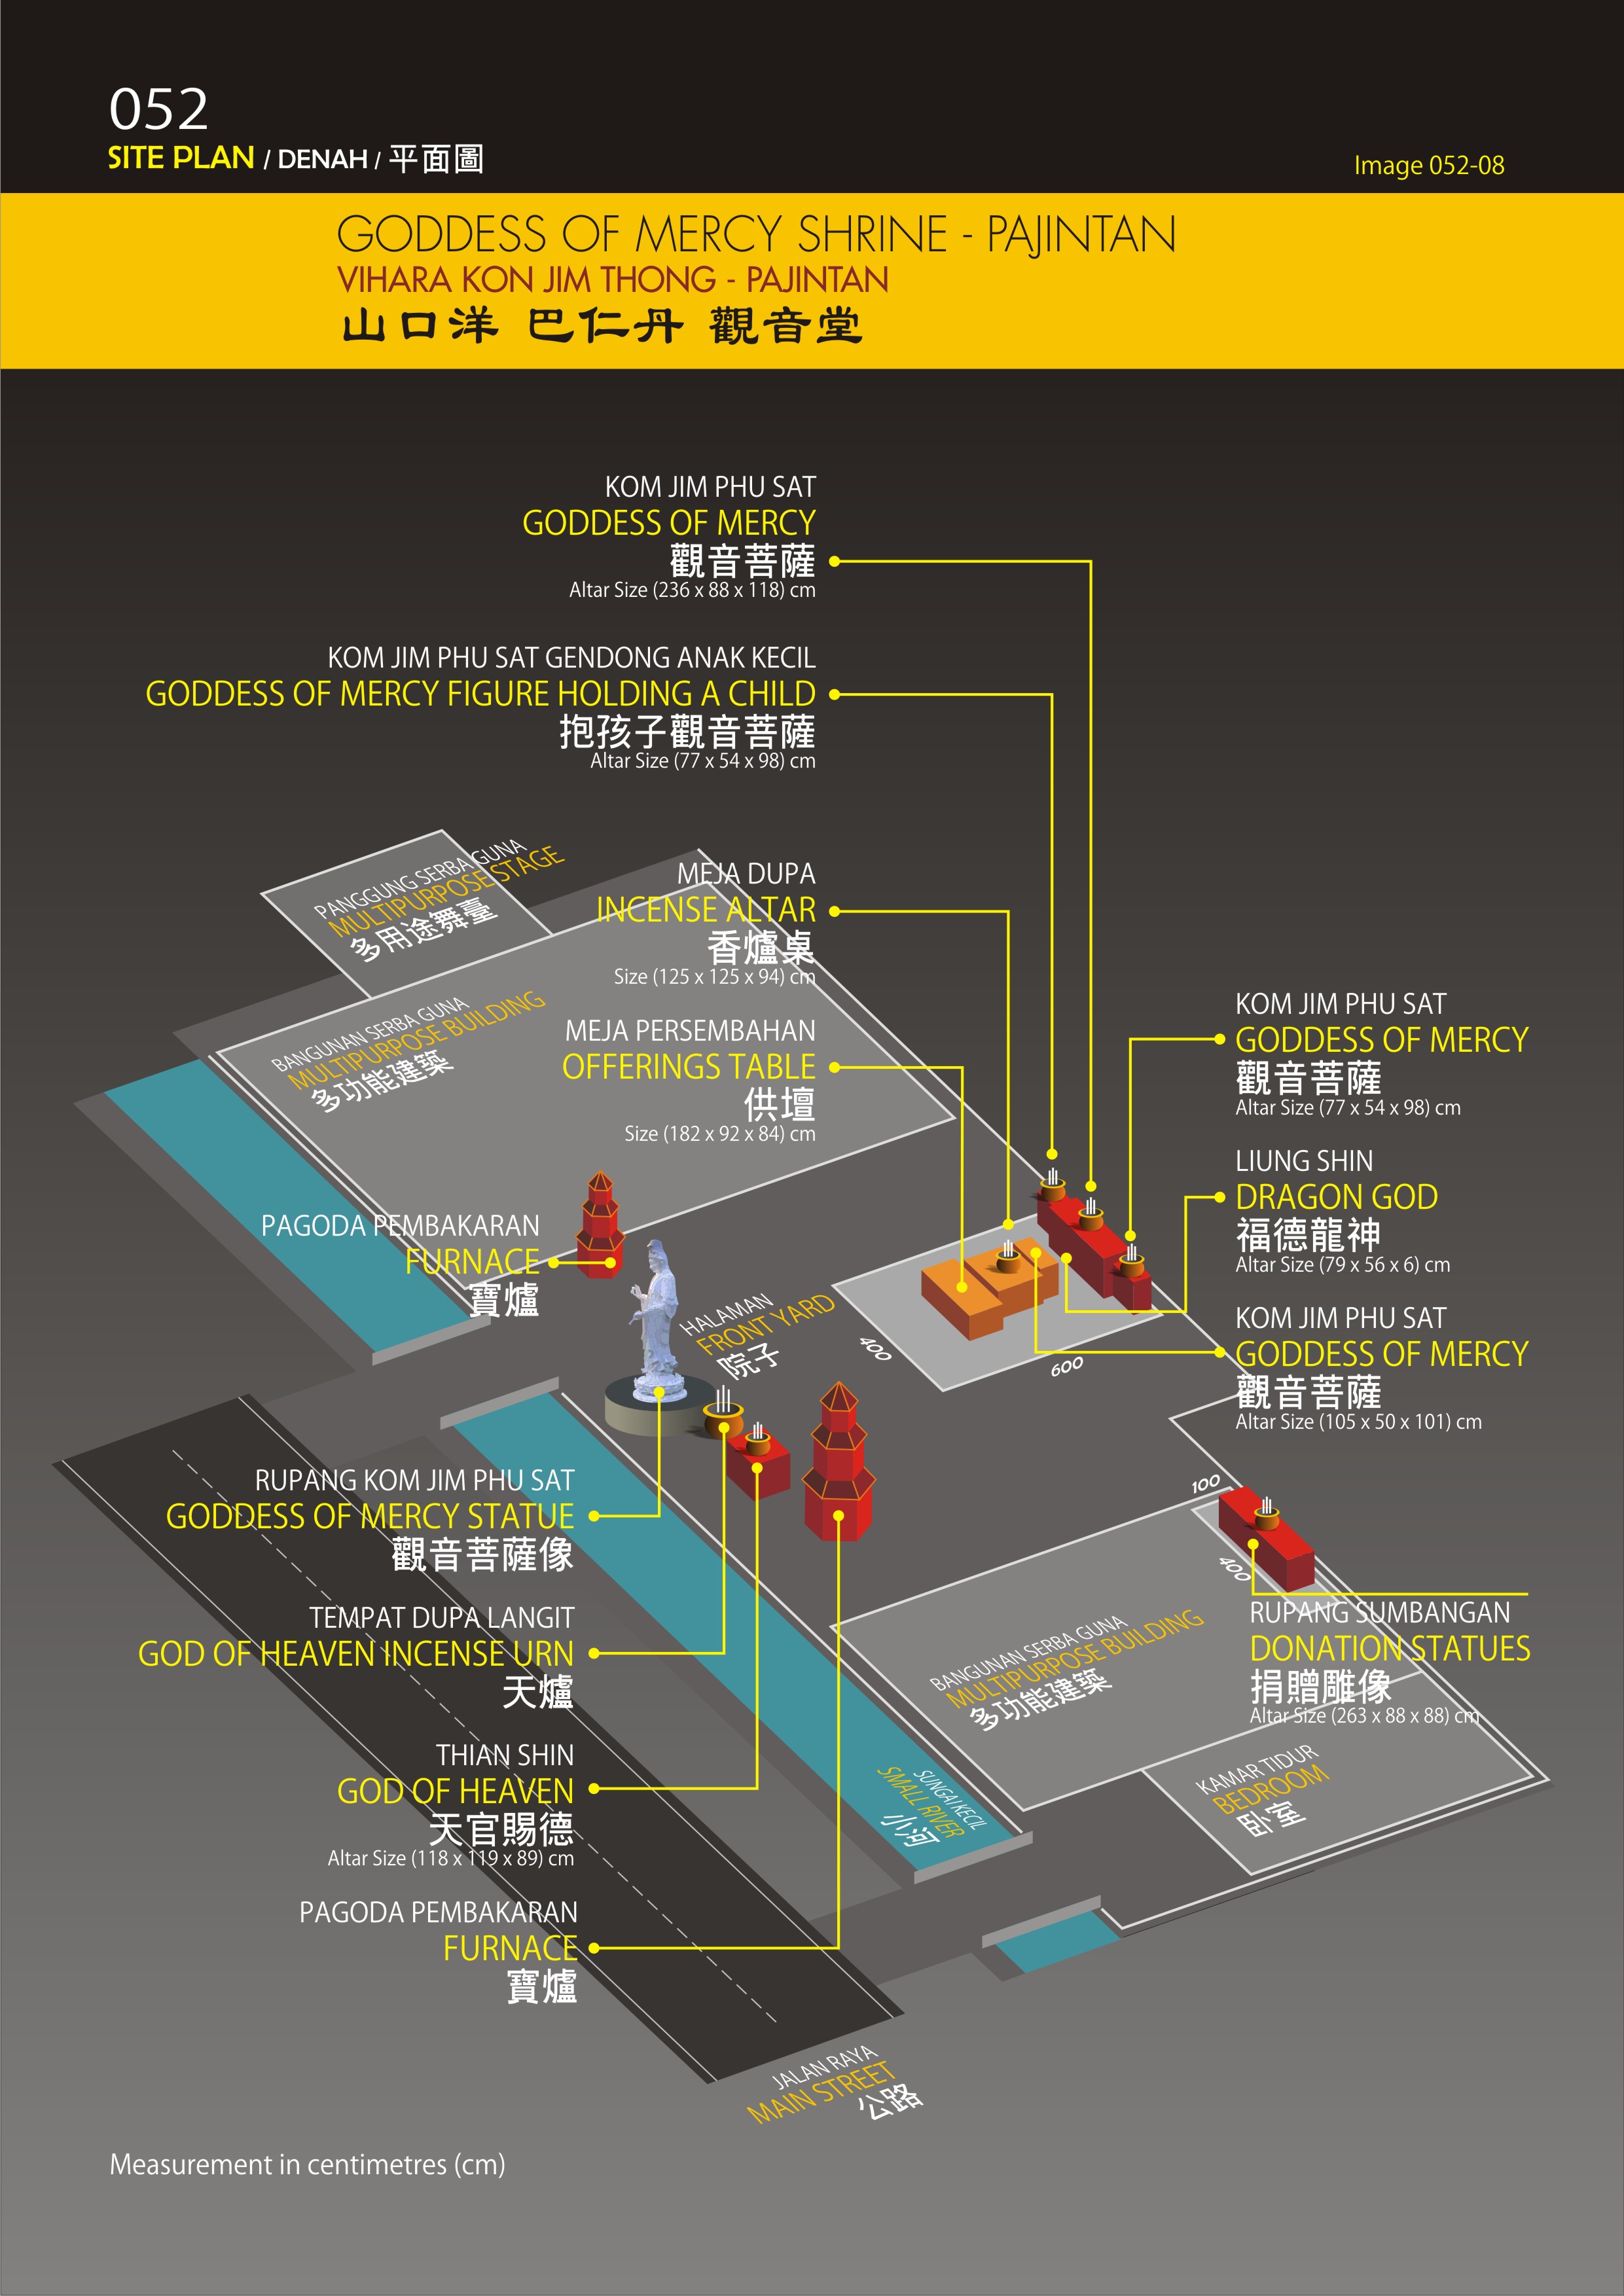 052
SITE PLAN / DENAH / 平面圖
Image 052-08
GODDESS OF MERCY SHRINE - PAJINTAN
VIHARA KON JIM THONG - PAJINTAN
山口洋 巴仁丹 觀音堂
KOM JIM PHU SAT
GODDESS OF MERCY
觀音菩薩
Altar Size (236 x 88 x 118) cm
KOM JIM PHU SAT GENDONG ANAK KECIL
GODDESS OF MERCY FIGURE HOLDING A CHILD
抱孩子觀音菩薩
Altar Size (77 x 54 x 98) cm
PANGGUNG SERBA GUNA
MULTIPURPOSE STAGE
多用途舞臺
MEJA DUPA
INCENSE ALTAR
香爐桌
Size (125 x 125 x 94) cm
BANGUNAN SERBA GUNA
MULTIPURPOSE BUILDING
多功能建築
MEJA PERSEMBAHAN
OFFERINGS TABLE
供壇
Size (182 x 92 x 84) cm
KOM JIM PHU SAT
GODDESS OF MERCY
觀音菩薩
Altar Size (77 x 54 x 98) cm
LIUNG SHIN
DRAGON GOD
福德龍神
Altar Size (79 x 56 x 6) cm
KOM JIM PHU SAT
GODDESS OF MERCY
觀音菩薩
Altar Size (105 x 50 x 101) cm
PAGODA PEMBAKARAN
FURNACE
寶爐
HALAMAN
FRONT YARD
院子
400
600
RUPANG KOM JIM PHU SAT
GODDESS OF MERCY STATUE
觀音菩薩像
100
400
TEMPAT DUPA LANGIT
GOD OF HEAVEN INCENSE URN
天爐
BANGUNAN SERBA GUNA
MULTIPURPOSE BUILDING
多功能建築
RUPANG SUMBANGAN
DONATION STATUES
捐贈雕像
Altar Size (263 x 88 x 88) cm
THIAN SHIN
GOD OF HEAVEN
天官賜德
Altar Size (118 x 119 x 89) cm
SUNGAI KECIL
SMALL RIVER
小河
KAMAR TIDUR
BEDROOM
臥室
PAGODA PEMBAKARAN
FURNACE
寶爐
JALAN RAYA
MAIN STREET
公路
Measurement in centimetres (cm)